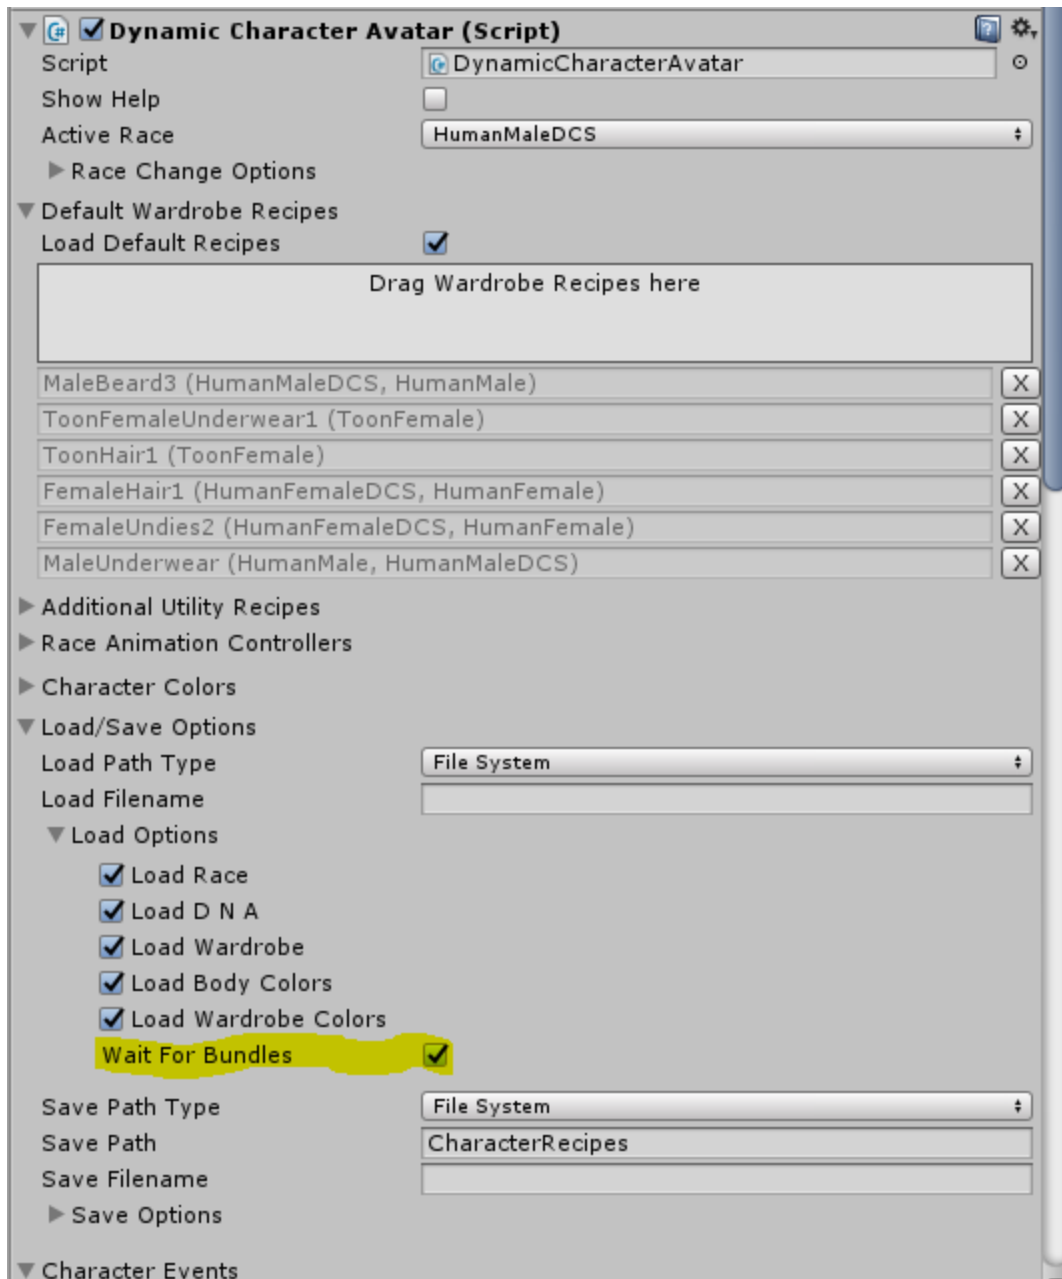 Dynamic Character Avatar (Script)
Script DynamicCharacterAvatar
Show Help
Active Race HumanMaleDCS
Race Change Options
Default Wardrobe Recipes
Load Default Recipes
Drag Wardrobe Recipes here
MaleBeard3 (HumanMaleDCS, HumanMale) X
ToonFemaleUnderwear1 (ToonFemale) X
ToonHair1 (ToonFemale) X
FemaleHair1 (HumanFemaleDCS, HumanFemale) X
FemaleUndies2 (HumanFemaleDCS, HumanFemale) X
MaleUnderwear (HumanMale, HumanMaleDCS) X
Additional Utility Recipes
Race Animation Controllers
Character Colors
Load/Save Options
Load Path Type File System
Load Filename
Load Options
Load Race
Load D N A
Load Wardrobe
Load Body Colors
Load Wardrobe Colors
Wait For Bundles
Save Path Type File System
Save Path CharacterRecipes
Save Filename
Save Options
Character Events